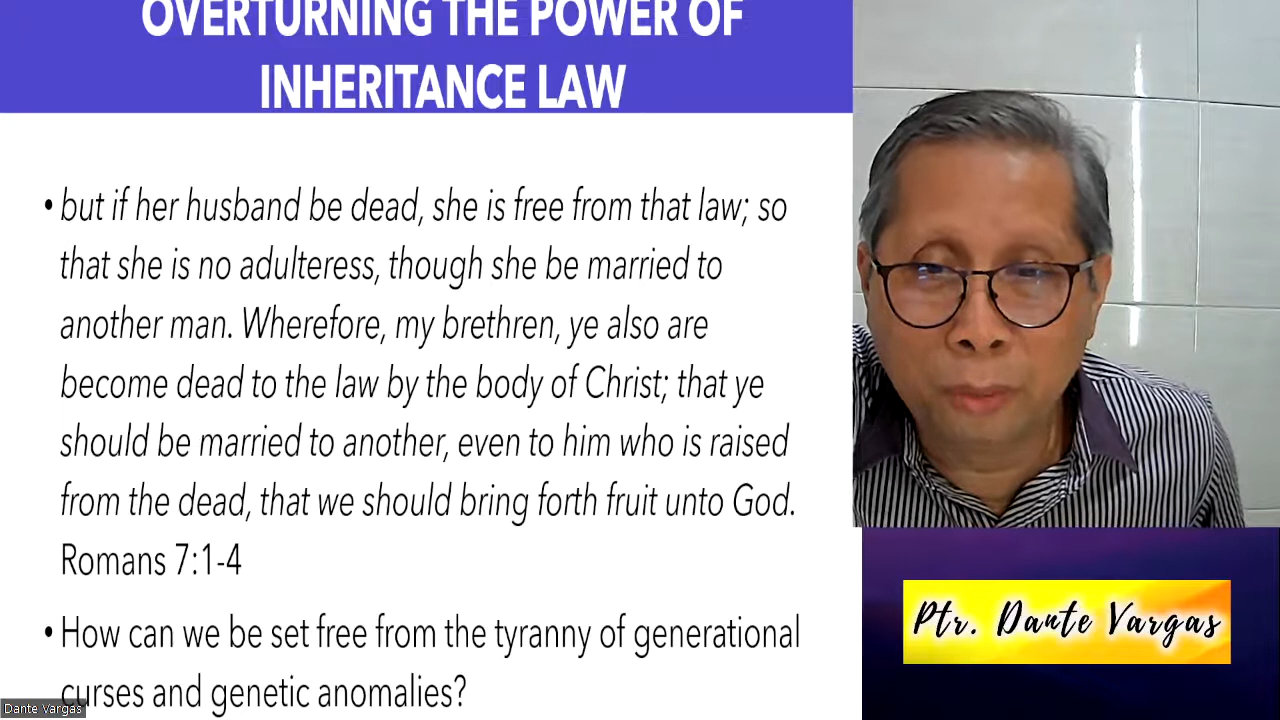 OVERTURNING THE POWER OF
INHERITANCE LAW
• but if her husband be dead, she is free from that law; so
that she is no adulteress, though she be married to
another man. Wherefore, my brethren, ye also are
become dead to the law by the body of Christ; that ye
should be married to another, even to him who is raised
from the dead, that we should bring forth fruit unto God.
Romans 7:1-4
• How can we be set free from the tyranny of generational
curses and genetic anomalies?
Dante Vargas
Ptr. Dante Vargas